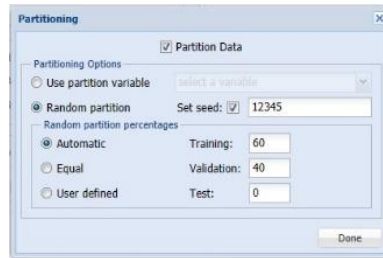 Partitioning
Partition Data
Partitioning Options
Use partition variable select a variable
Random partition Set seed: 12345
Random partition percentages
Automatic Training: 60
Equal Validation: 40
User defined Test: 0
Done